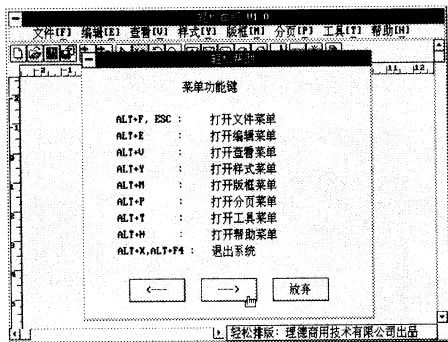 V1.0
文件[F] 编辑[E] 查看[V] 样式[Y] 版框[M] 分页[P] 工具[T] 帮助[H]
菜单功能键
ALT+F, ESC : 打开文件菜单
ALT+E : 打开编辑菜单
ALT+V : 打开查看菜单
ALT+Y : 打开样式菜单
ALT+M : 打开版框菜单
ALT+P : 打开分页菜单
ALT+T : 打开工具菜单
ALT+H : 打开帮助菜单
ALT+X,ALT+F4 : 退出系统
<--- ---> 放弃
轻松排版: 理德商用技术有限公司出品